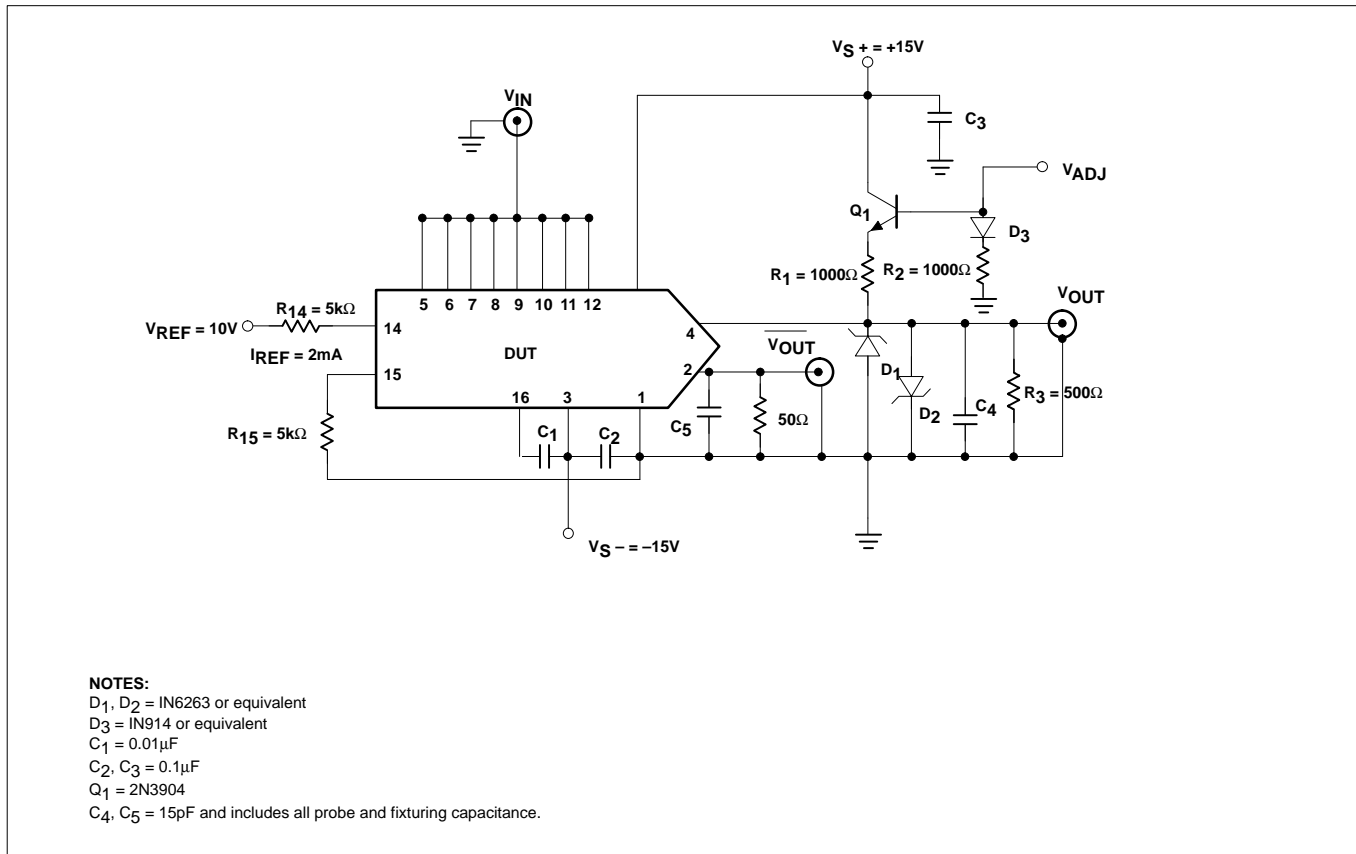 VS + = +15V
VIN
C3
VADJ
Q1
D3
R1 = 1000Ω
R2 = 1000Ω
VOUT
5 6 7 8 9 10 11 12
R14 = 5kΩ
VREF = 10V
14
4
VOUT
IREF = 2mA
DUT
D1
15
2
R3 = 500Ω
16 3 1
C5
50Ω
D2
C4
R15 = 5kΩ
C1
C2
VS – = –15V
NOTES:
D1, D2 = IN6263 or equivalent
D3 = IN914 or equivalent
C1 = 0.01µF
C2, C3 = 0.1µF
Q1 = 2N3904
C4, C5 = 15pF and includes all probe and fixturing capacitance.